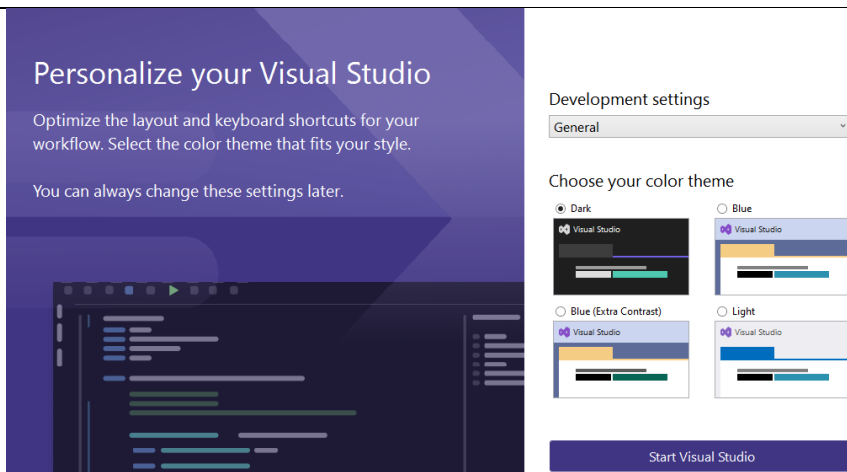 Personalize your Visual Studio
Optimize the layout and keyboard shortcuts for your
workflow. Select the color theme that fits your style.
You can always change these settings later.
Development settings
General
Choose your color theme
Dark
Blue
Visual Studio
Visual Studio
Blue (Extra Contrast)
Light
Visual Studio
Visual Studio
Start Visual Studio